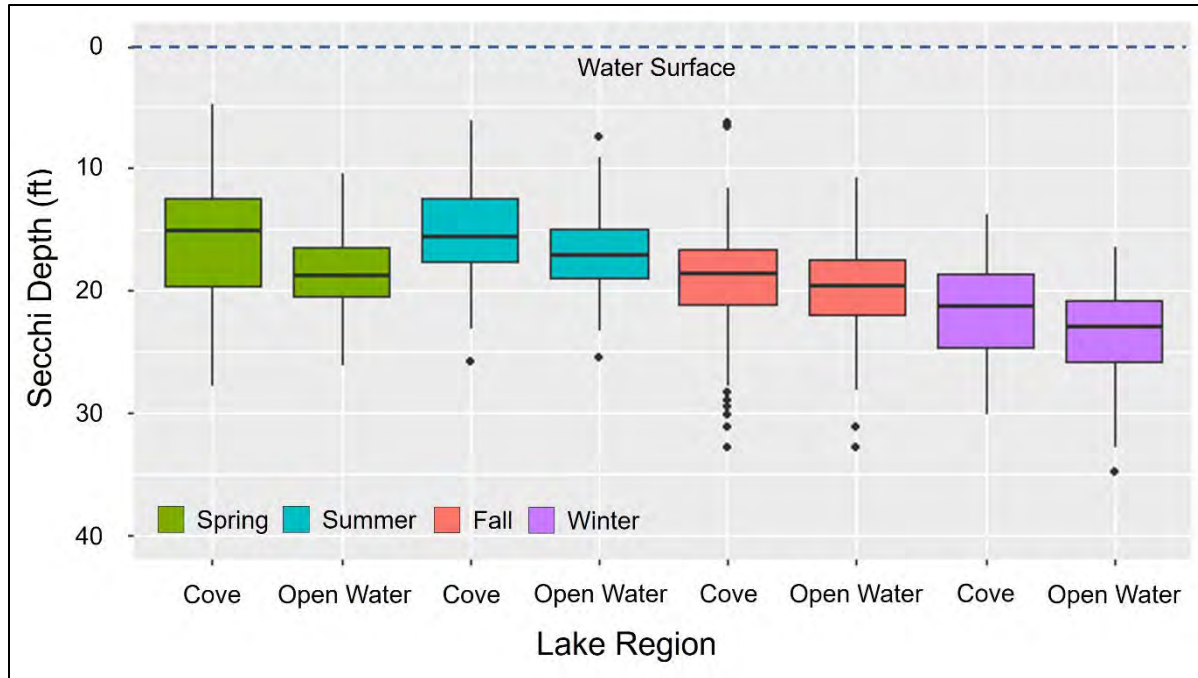 0
Water Surface
10
20
30
40
Secchi Depth (ft)
Spring Summer Fall Winter
Cove Open Water Cove Open Water Cove Open Water Cove Open Water
Lake Region